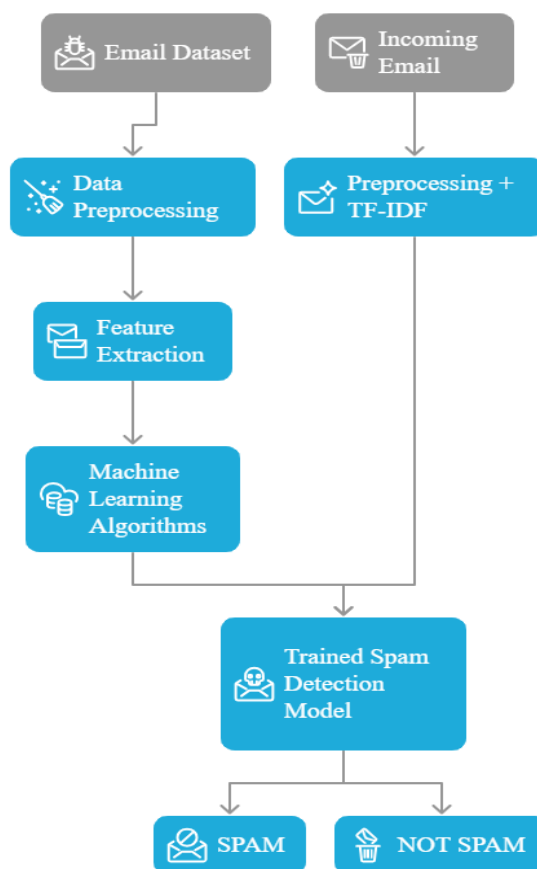 Email Dataset
Incoming
Email
Data
Preprocessing
Preprocessing +
TF-IDF
Feature
Extraction
Machine
Learning
Algorithms
Trained Spam
Detection
Model
SPAM
NOT SPAM